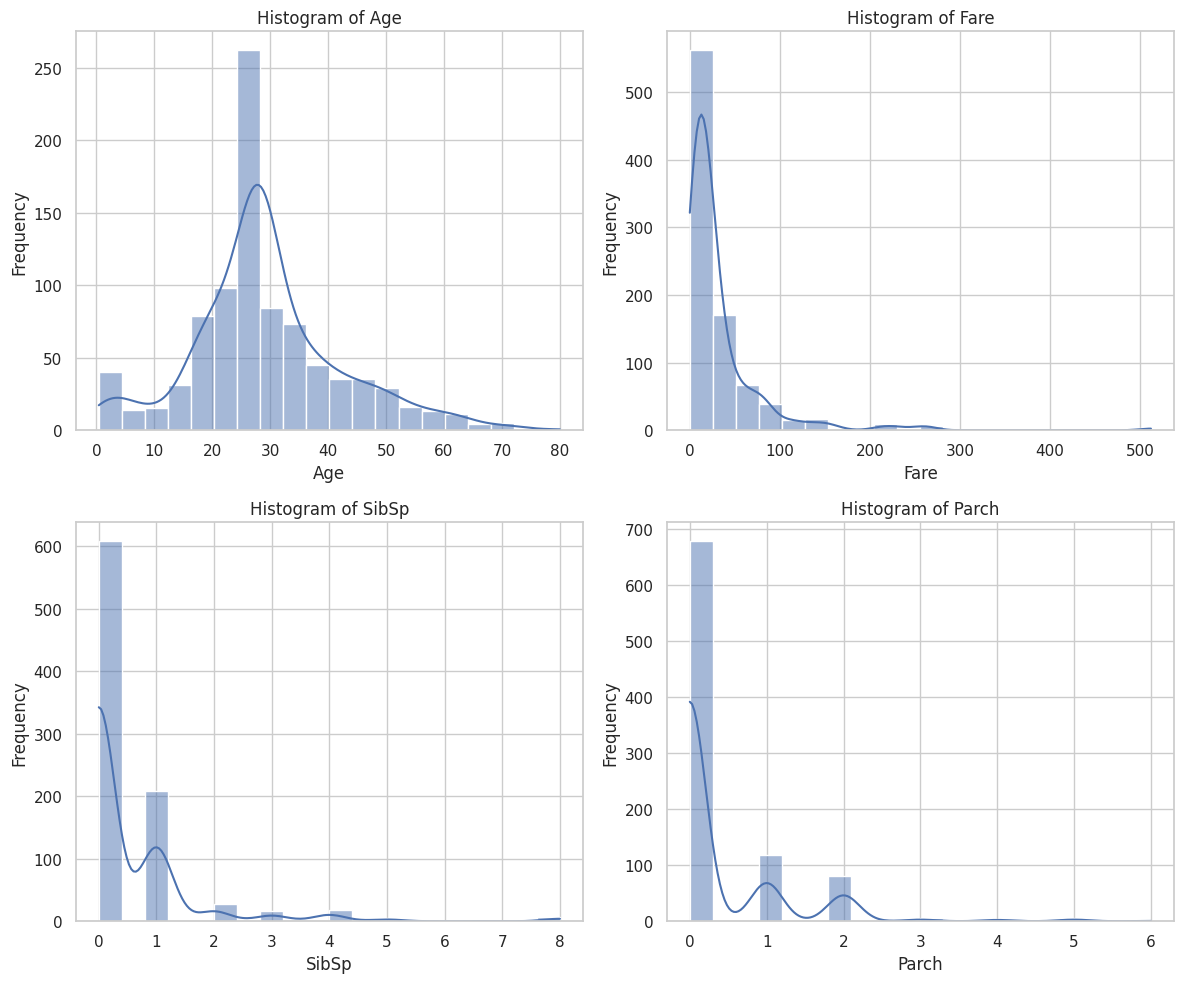 Histogram of Age
250
200
150
100
50
0
Frequency
0 10 20 30 40 50 60 70 80
Age
Histogram of Fare
500
400
300
200
100
0
Frequency
0 100 200 300 400 500
Fare
Histogram of SibSp
600
500
400
300
200
100
0
Frequency
0 1 2 3 4 5 6 7 8
SibSp
Histogram of Parch
700
600
500
400
300
200
100
0
Frequency
0 1 2 3 4 5 6
Parch